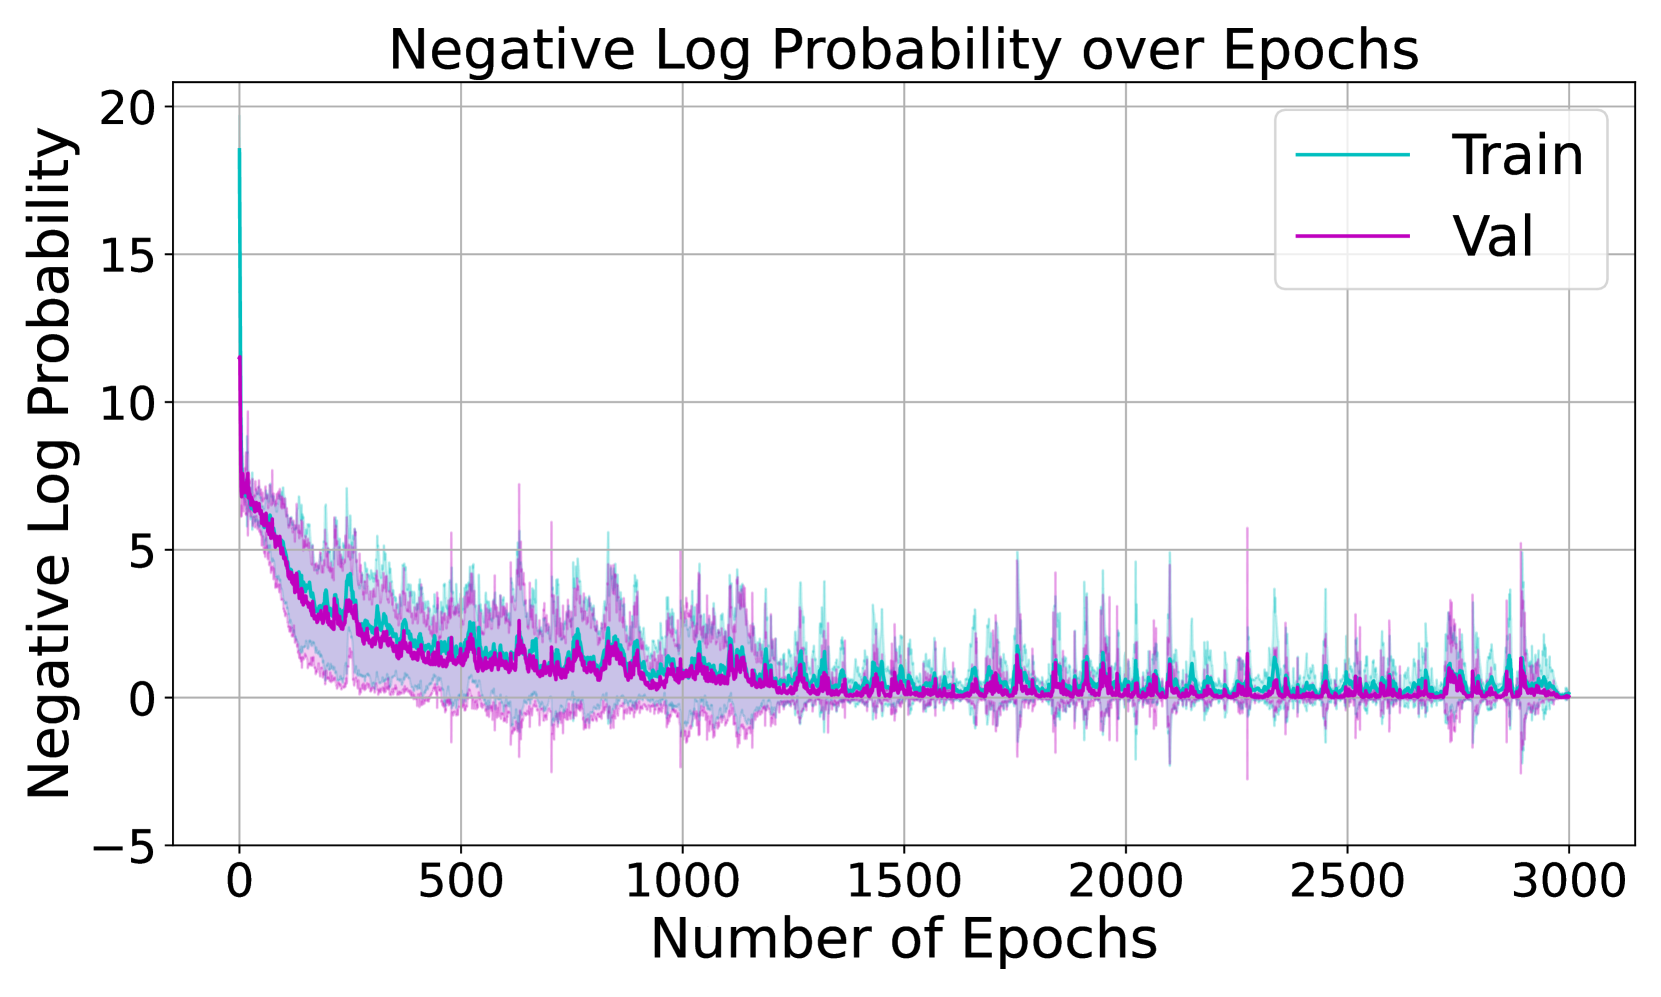 Negative Log Probability over Epochs
Negative Log Probability
20
15
10
5
0
−5
Train
Val
0 500 1000 1500 2000 2500 3000
Number of Epochs